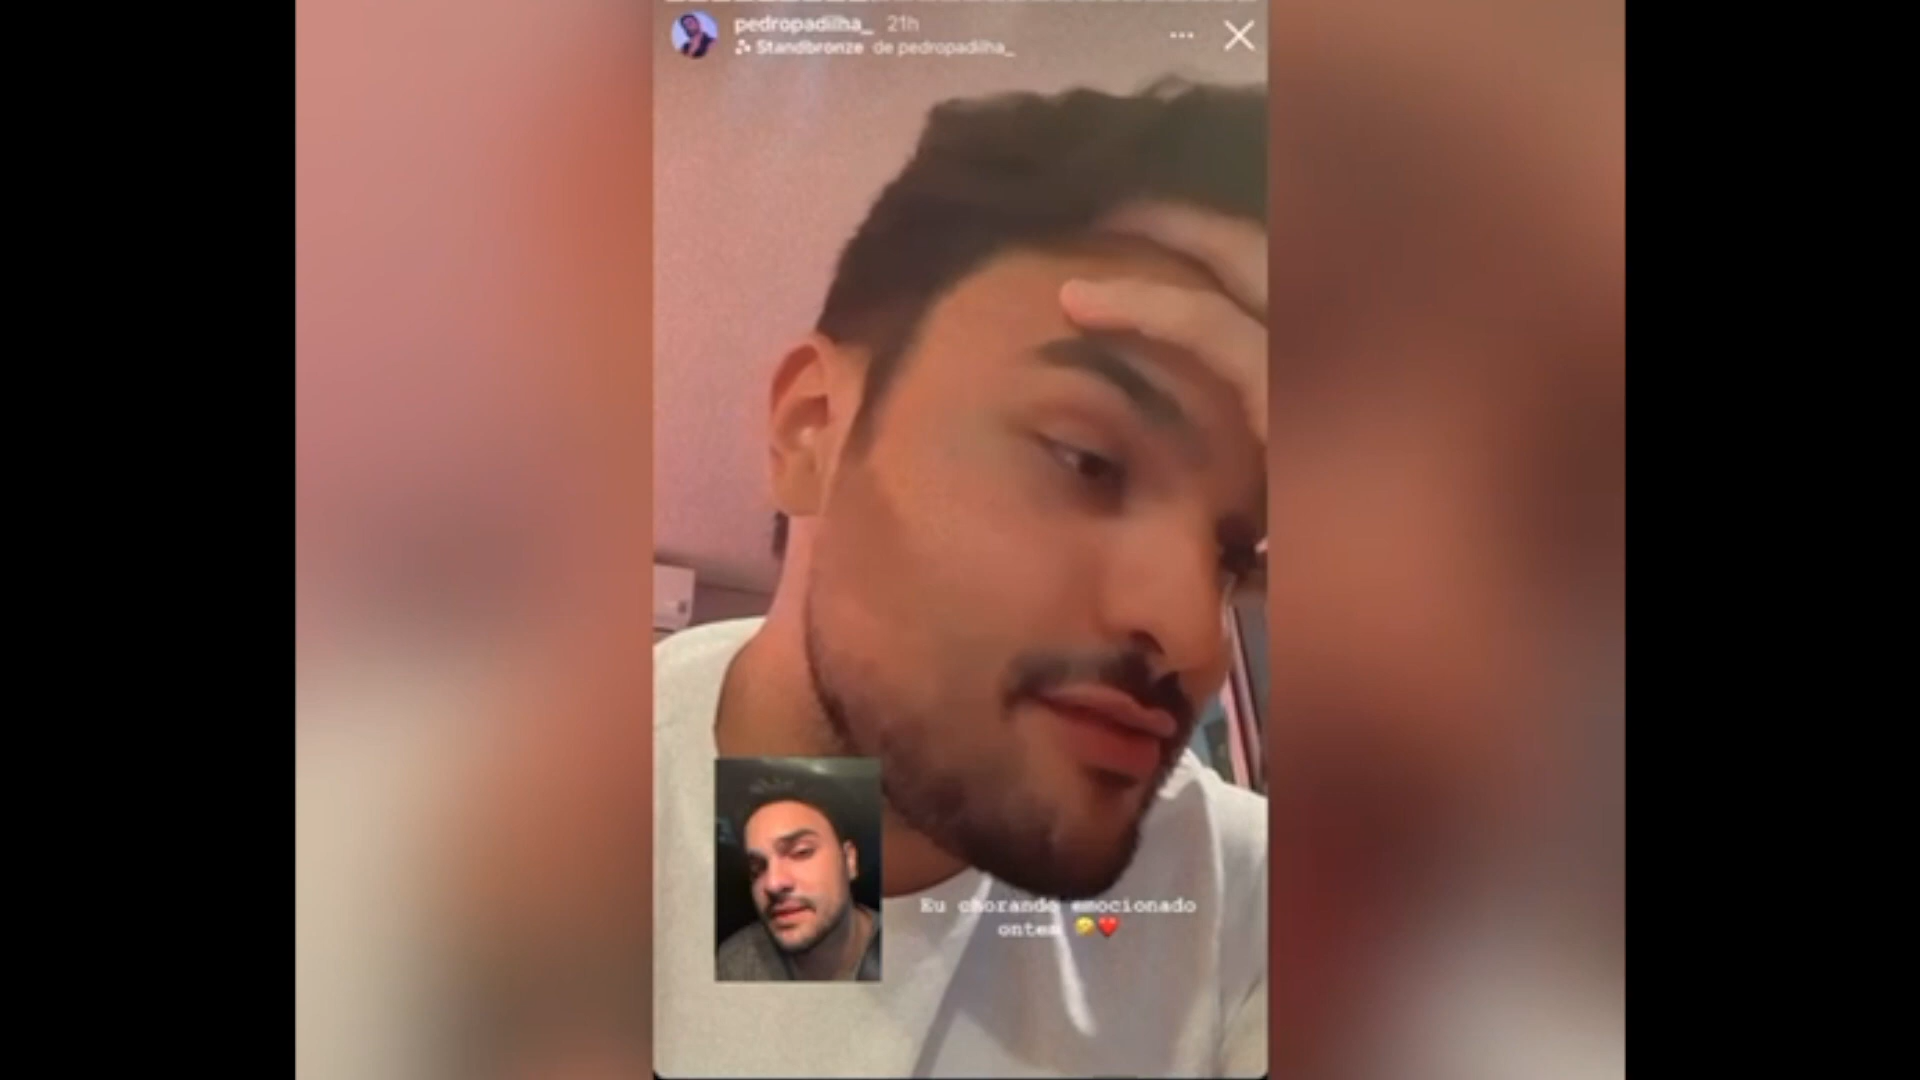 pedropadilha_ 21h
Standbronze de pedropadilha_
Eu chorando emocionado
ontem 🤣❤️